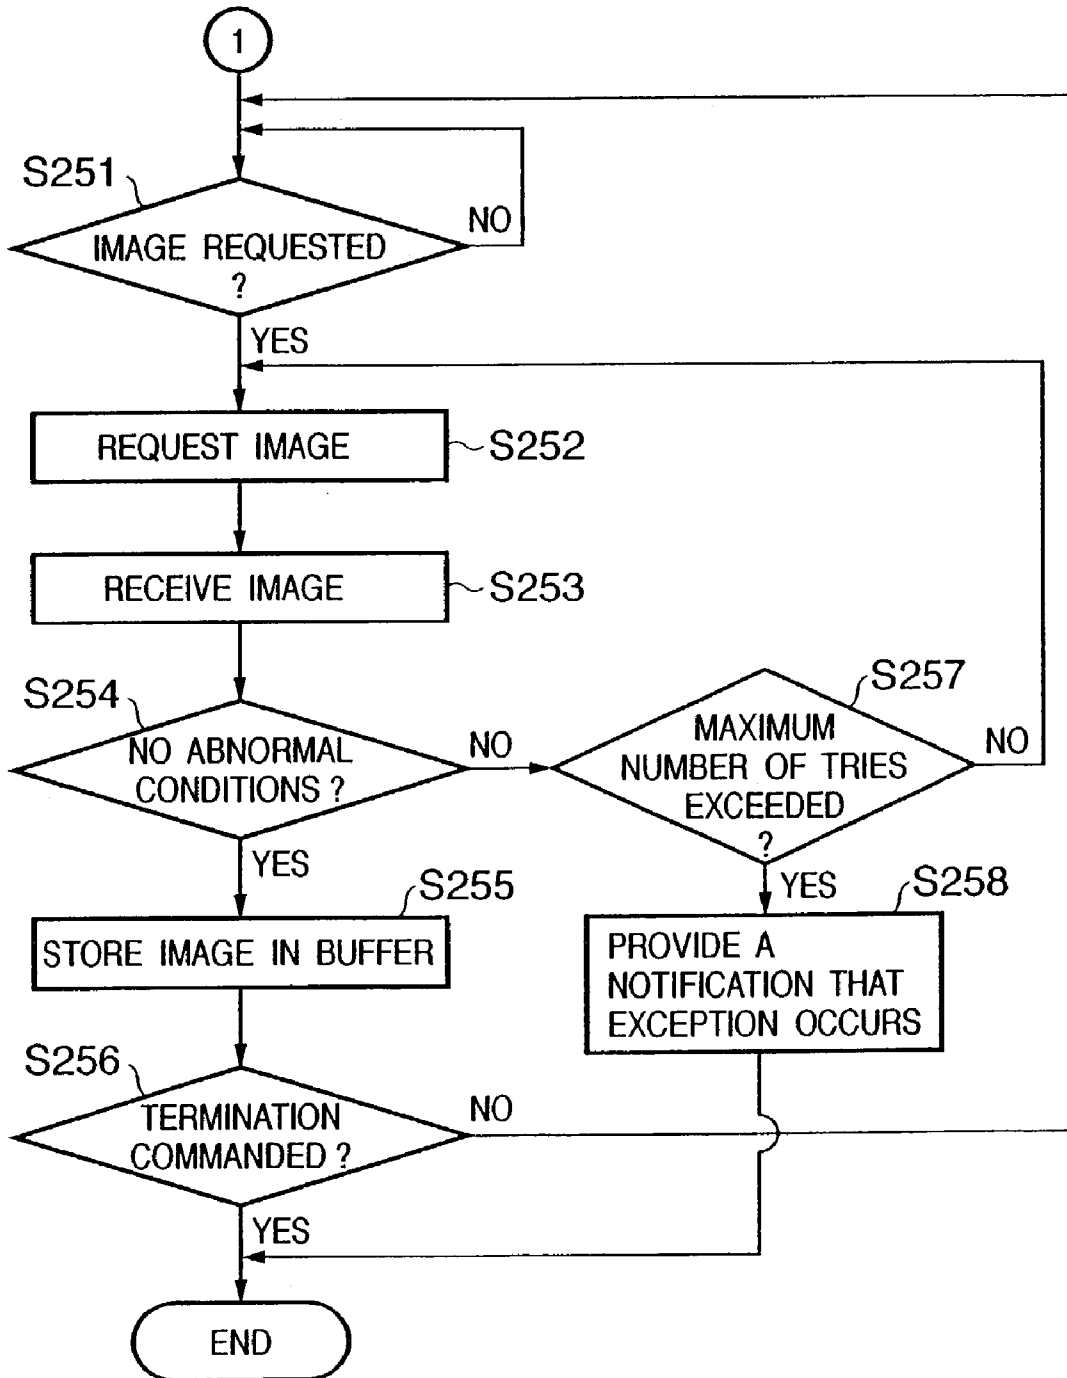 1
S251
IMAGE REQUESTED
?
NO
YES
REQUEST IMAGE
S252
RECEIVE IMAGE
S253
S254
NO ABNORMAL
CONDITIONS ?
NO
YES
S257
MAXIMUM
NUMBER OF TRIES
EXCEEDED
?
NO
YES
S255
STORE IMAGE IN BUFFER
S258
PROVIDE A
NOTIFICATION THAT
EXCEPTION OCCURS
S256
TERMINATION
COMMANDED ?
NO
YES
END